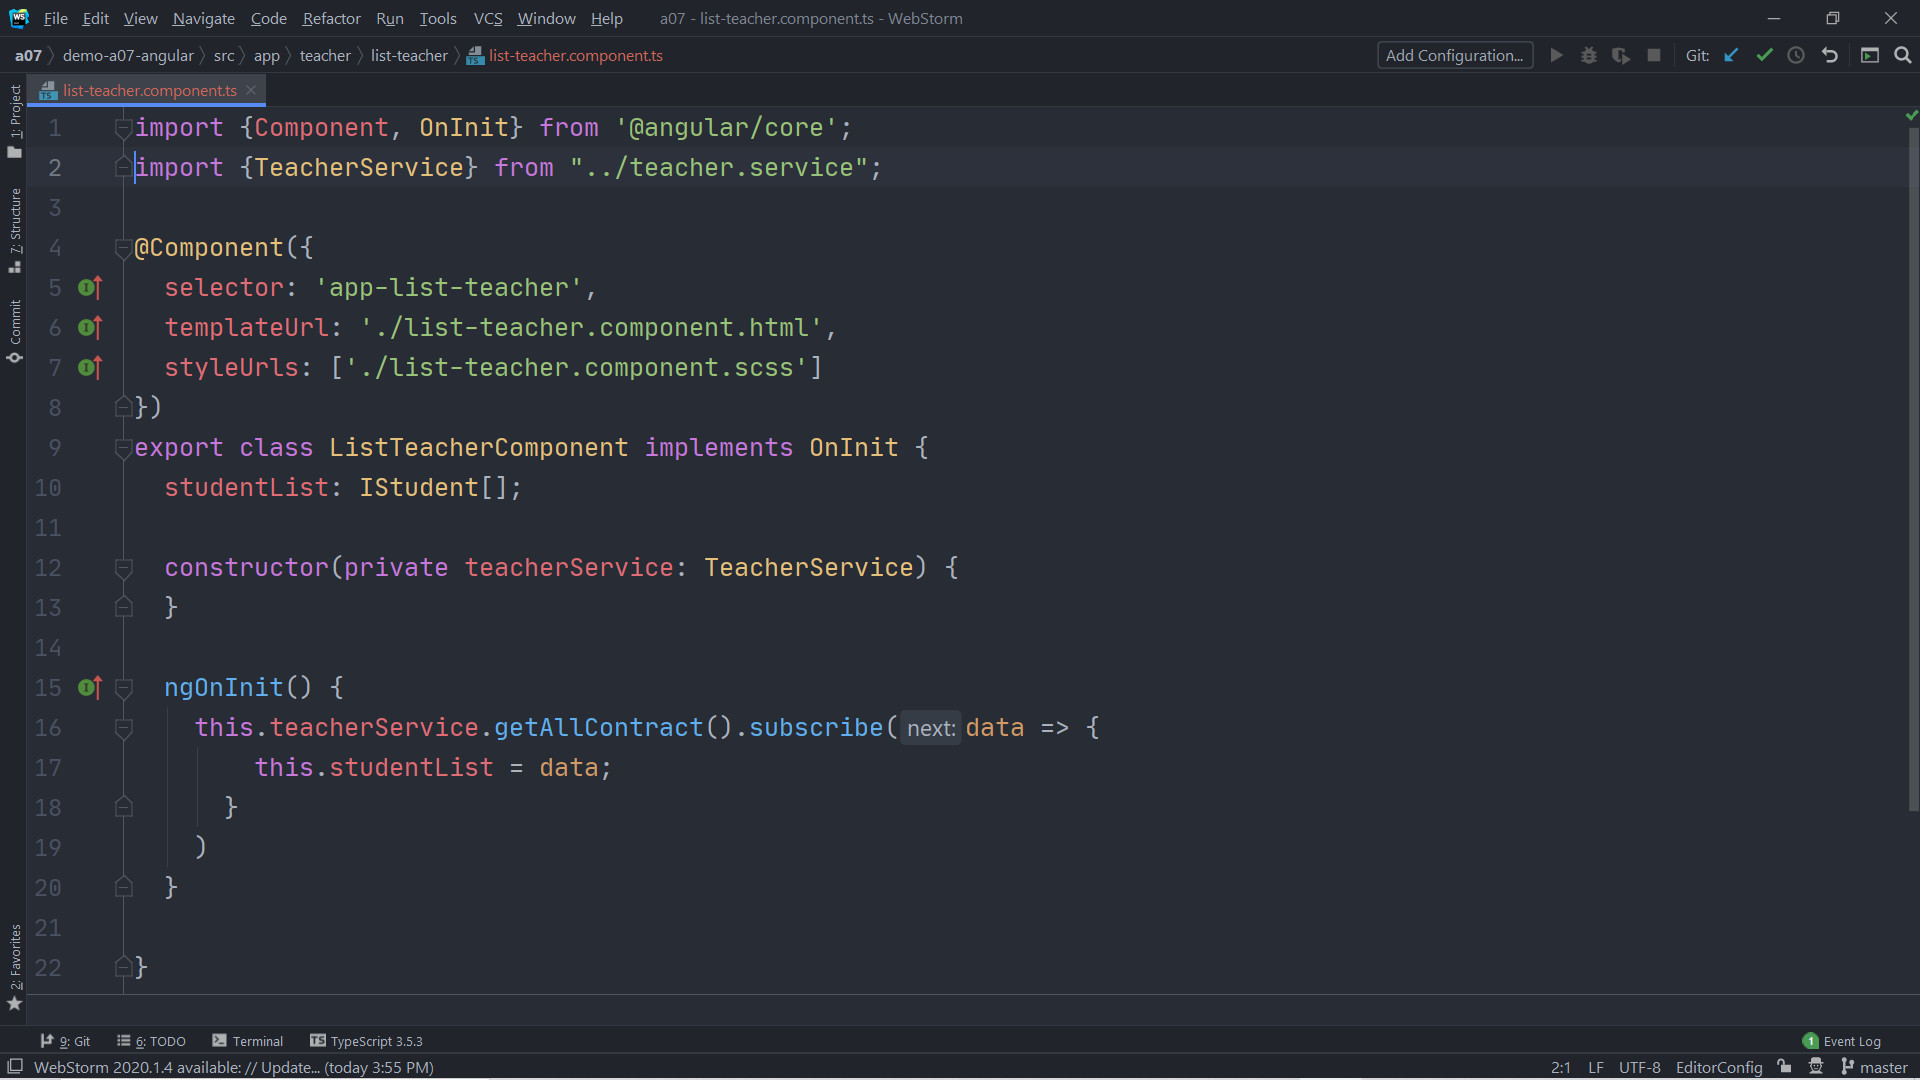 File Edit View Navigate Code Refactor Run Tools VCS Window Help a07 - list-teacher.component.ts - WebStorm
a07 demo-a07-angular src app teacher list-teacher list-teacher.component.ts Add Configuration... Git:
list-teacher.component.ts
1: Project
7: Structure
Commit
2: Favorites
1 import {Component, OnInit} from '@angular/core';
2 import {TeacherService} from "../teacher.service";
3
4 @Component({
5 selector: 'app-list-teacher',
6 templateUrl: './list-teacher.component.html',
7 styleUrls: ['./list-teacher.component.scss']
8 })
9 export class ListTeacherComponent implements OnInit {
10 studentList: IStudent[];
11
12 constructor(private teacherService: TeacherService) {
13 }
14
15 ngOnInit() {
16 this.teacherService.getAllContract().subscribe( next: data => {
17 this.studentList = data;
18 }
19 )
20 }
21
22 }
9: Git 6: TODO Terminal TypeScript 3.5.3 1 Event Log
WebStorm 2020.1.4 available: // Update... (today 3:55 PM) 2:1 LF UTF-8 EditorConfig master